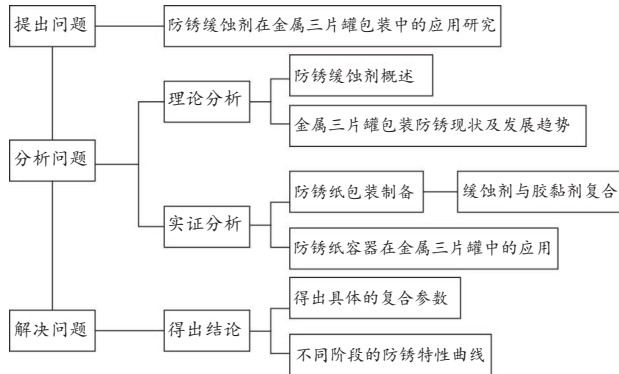 提出问题
防锈缓蚀剂在金属三片罐包装中的应用研究
防锈缓蚀剂概述
理论分析
金属三片罐包装防锈现状及发展趋势
分析问题
防锈纸包装制备
缓蚀剂与胶黏剂复合
实证分析
防锈纸容器在金属三片罐中的应用
得出具体的复合参数
解决问题
得出结论
不同阶段的防锈特性曲线